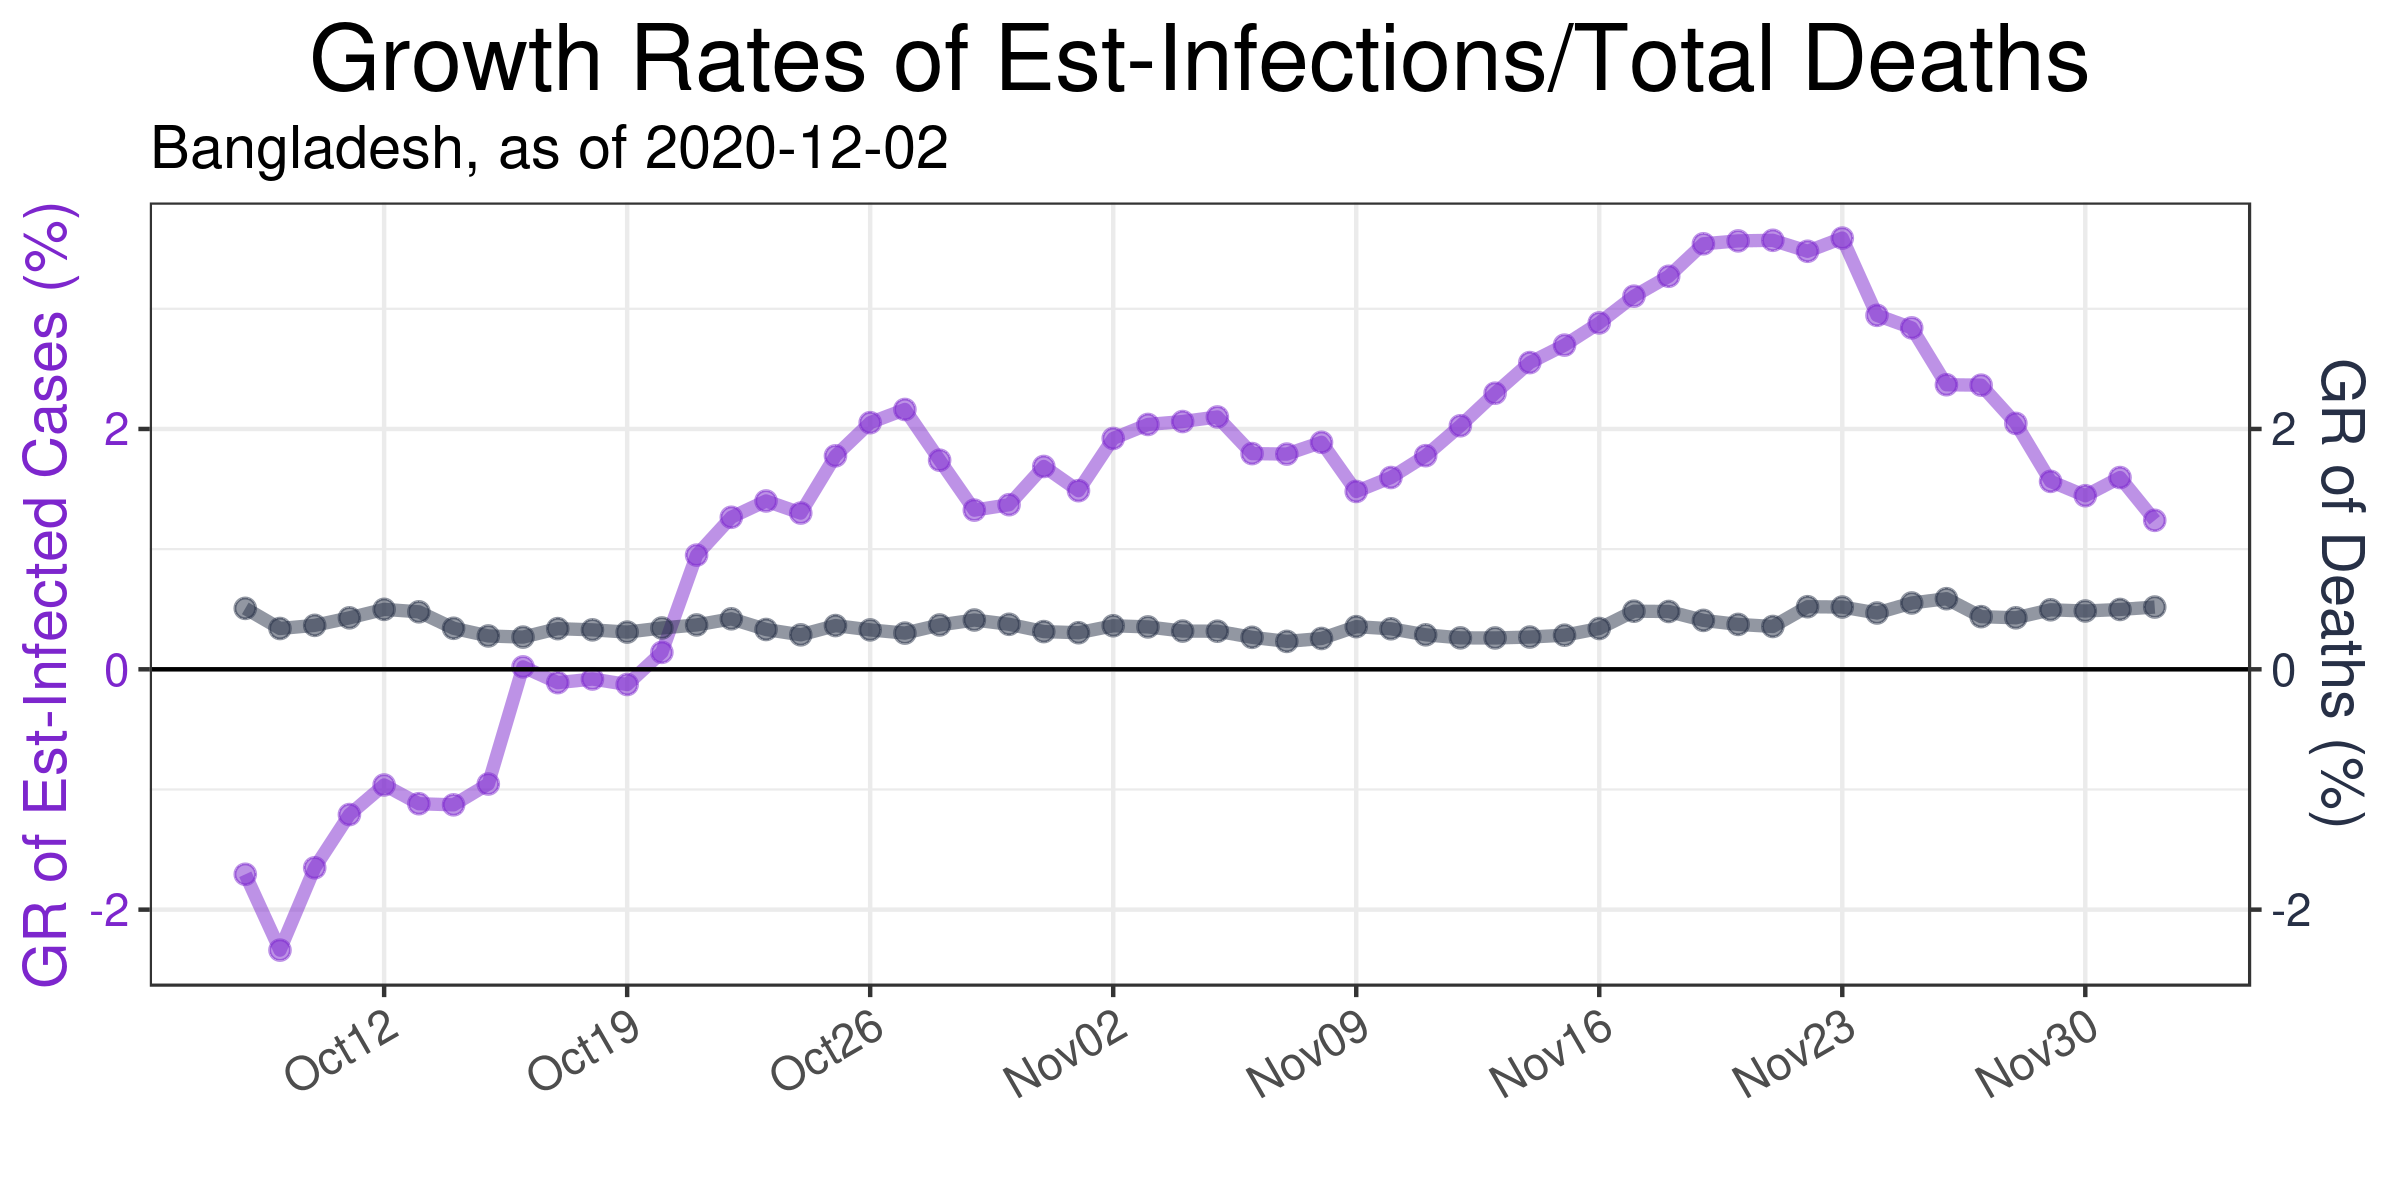 Growth Rates of Est-Infections/Total Deaths
Bangladesh, as of 2020-12-02
GR of Est-Infected Cases (%)
2
0
-2
2
0
-2
GR of Deaths (%)
Oct12
Oct19
Oct26
Nov02
Nov09
Nov16
Nov23
Nov30